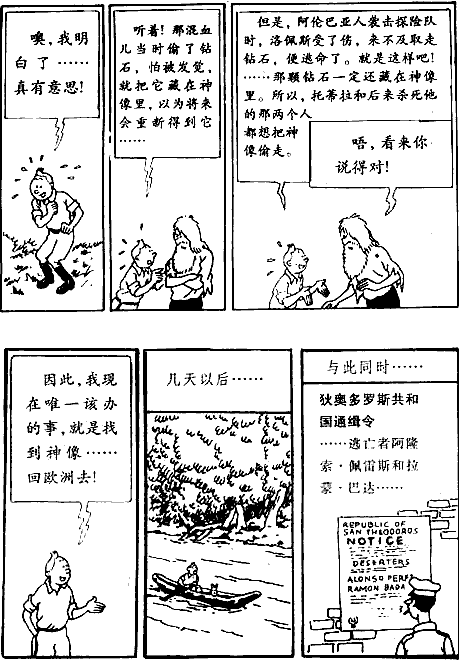 噢,我明
白了……
真有意思!
听着!那混血
儿当时偷了钻
石,怕被发觉,
就把它藏在神
像里,以为将来
会重新得到它
……
但是,阿伦巴亚人袭击探险队
时,洛佩斯受了伤,来不及取走
钻石,便逃命了。就是这样吧!
……那颗钻石一定还藏在神像
里。所以,托蒂拉和后来杀死他
的那两个人
都想把神
像偷走。
唔,看来你
说得对!
因此,我现
在唯一该办
的事,就是找
到神像……
回欧洲去!
几天以后……
与此同时……
狄奥多罗斯共和
国通缉令
……逃亡者阿隆
索·佩雷斯和拉
蒙·巴达……
REPUBLIC OF
SAN THEODOROS
NOTICE
DESERTERS
ALONSO PEREZ
RAMON BADA